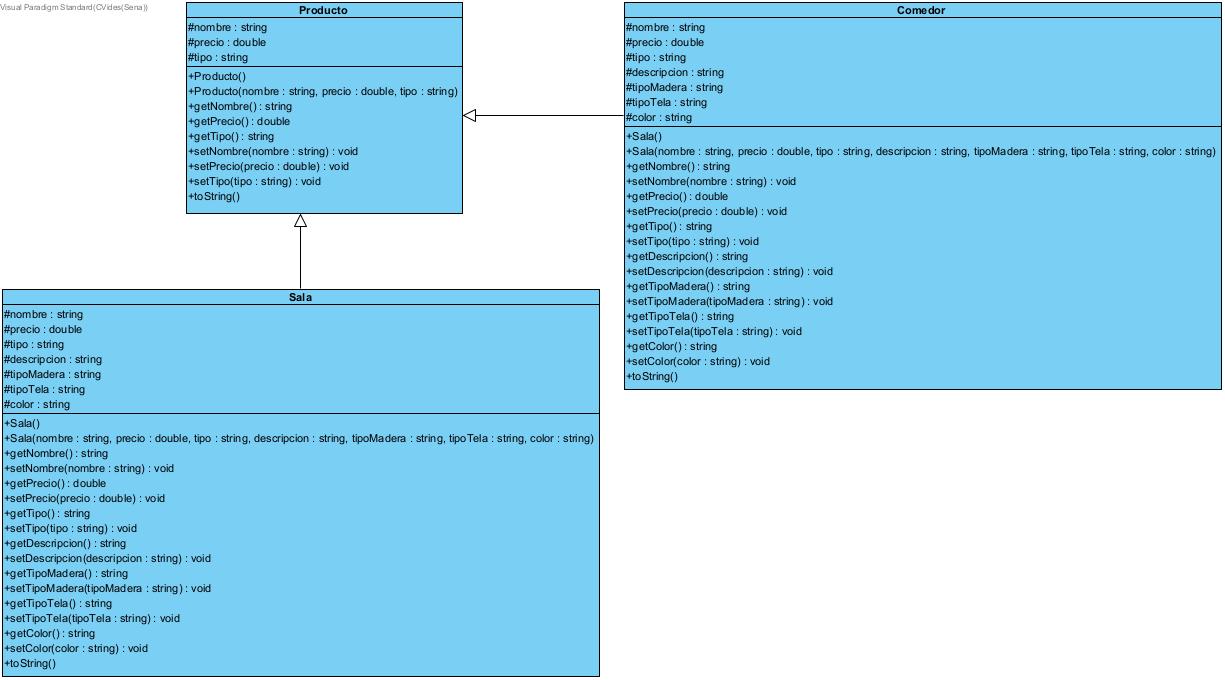 Visual Paradigm Standard(CVides(Sena))
Producto
#nombre : string
#precio : double
#tipo : string
+Producto()
+Producto(nombre : string, precio : double, tipo : string)
+getNombre() : string
+getPrecio() : double
+getTipo() : string
+setNombre(nombre : string) : void
+setPrecio(precio : double) : void
+setTipo(tipo : string) : void
+toString()
Comedor
#nombre : string
#precio : double
#tipo : string
#descripcion : string
#tipoMadera : string
#tipoTela : string
#color : string
+Sala()
+Sala(nombre : string, precio : double, tipo : string, descripcion : string, tipoMadera : string, tipoTela : string, color : string)
+getNombre() : string
+setNombre(nombre : string) : void
+getPrecio() : double
+setPrecio(precio : double) : void
+getTipo() : string
+setTipo(tipo : string) : void
+getDescripcion() : string
+setDescripcion(descripcion : string) : void
+getTipoMadera() : string
+setTipoMadera(tipoMadera : string) : void
+getTipoTela() : string
+setTipoTela(tipoTela : string) : void
+getColor() : string
+setColor(color : string) : void
+toString()
Sala
#nombre : string
#precio : double
#tipo : string
#descripcion : string
#tipoMadera : string
#tipoTela : string
#color : string
+Sala()
+Sala(nombre : string, precio : double, tipo : string, descripcion : string, tipoMadera : string, tipoTela : string, color : string)
+getNombre() : string
+setNombre(nombre : string) : void
+getPrecio() : double
+setPrecio(precio : double) : void
+getTipo() : string
+setTipo(tipo : string) : void
+getDescripcion() : string
+setDescripcion(descripcion : string) : void
+getTipoMadera() : string
+setTipoMadera(tipoMadera : string) : void
+getTipoTela() : string
+setTipoTela(tipoTela : string) : void
+getColor() : string
+setColor(color : string) : void
+toString()